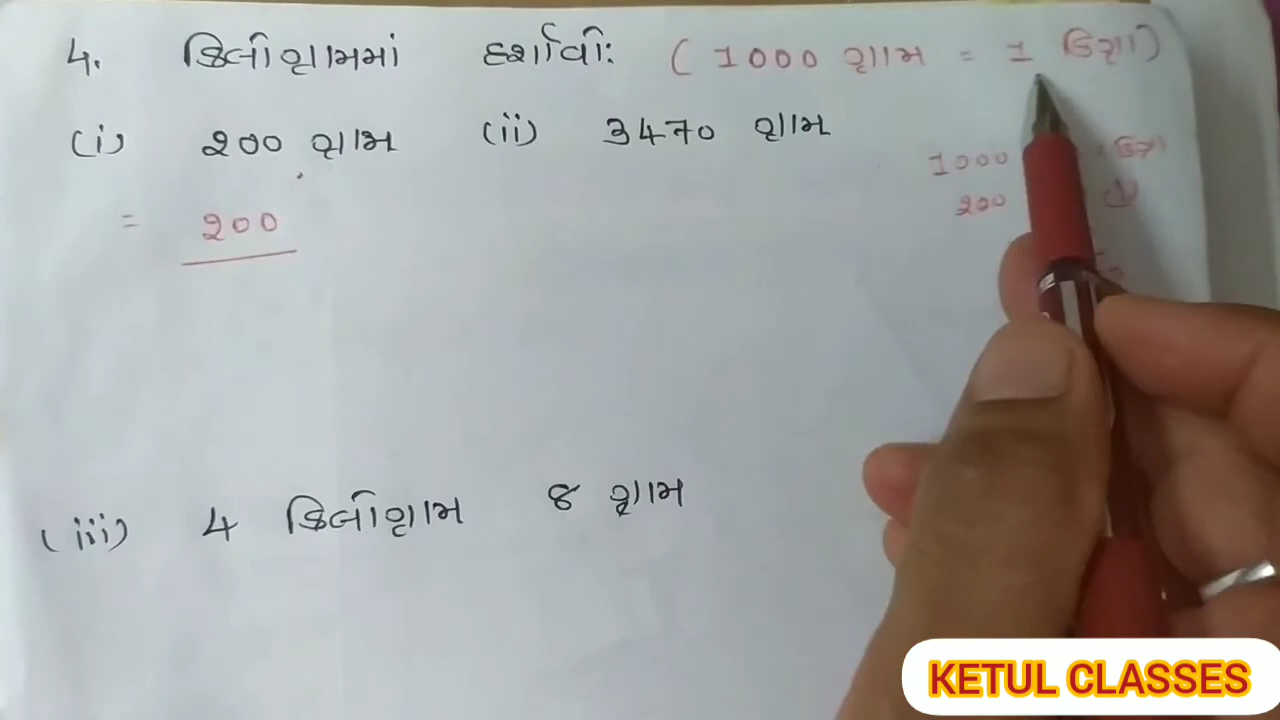 4. કિલોગ્રામમાં દર્શાવો: (1000 ગ્રામ = 1 કિગ્રા)
(i) 200 ગ્રામ (ii) 3470 ગ્રામ
1000 કિગ્રા
= 200 200
(iii) 4 કિલોગ્રામ 8 ગ્રામ
KETUL CLASSES